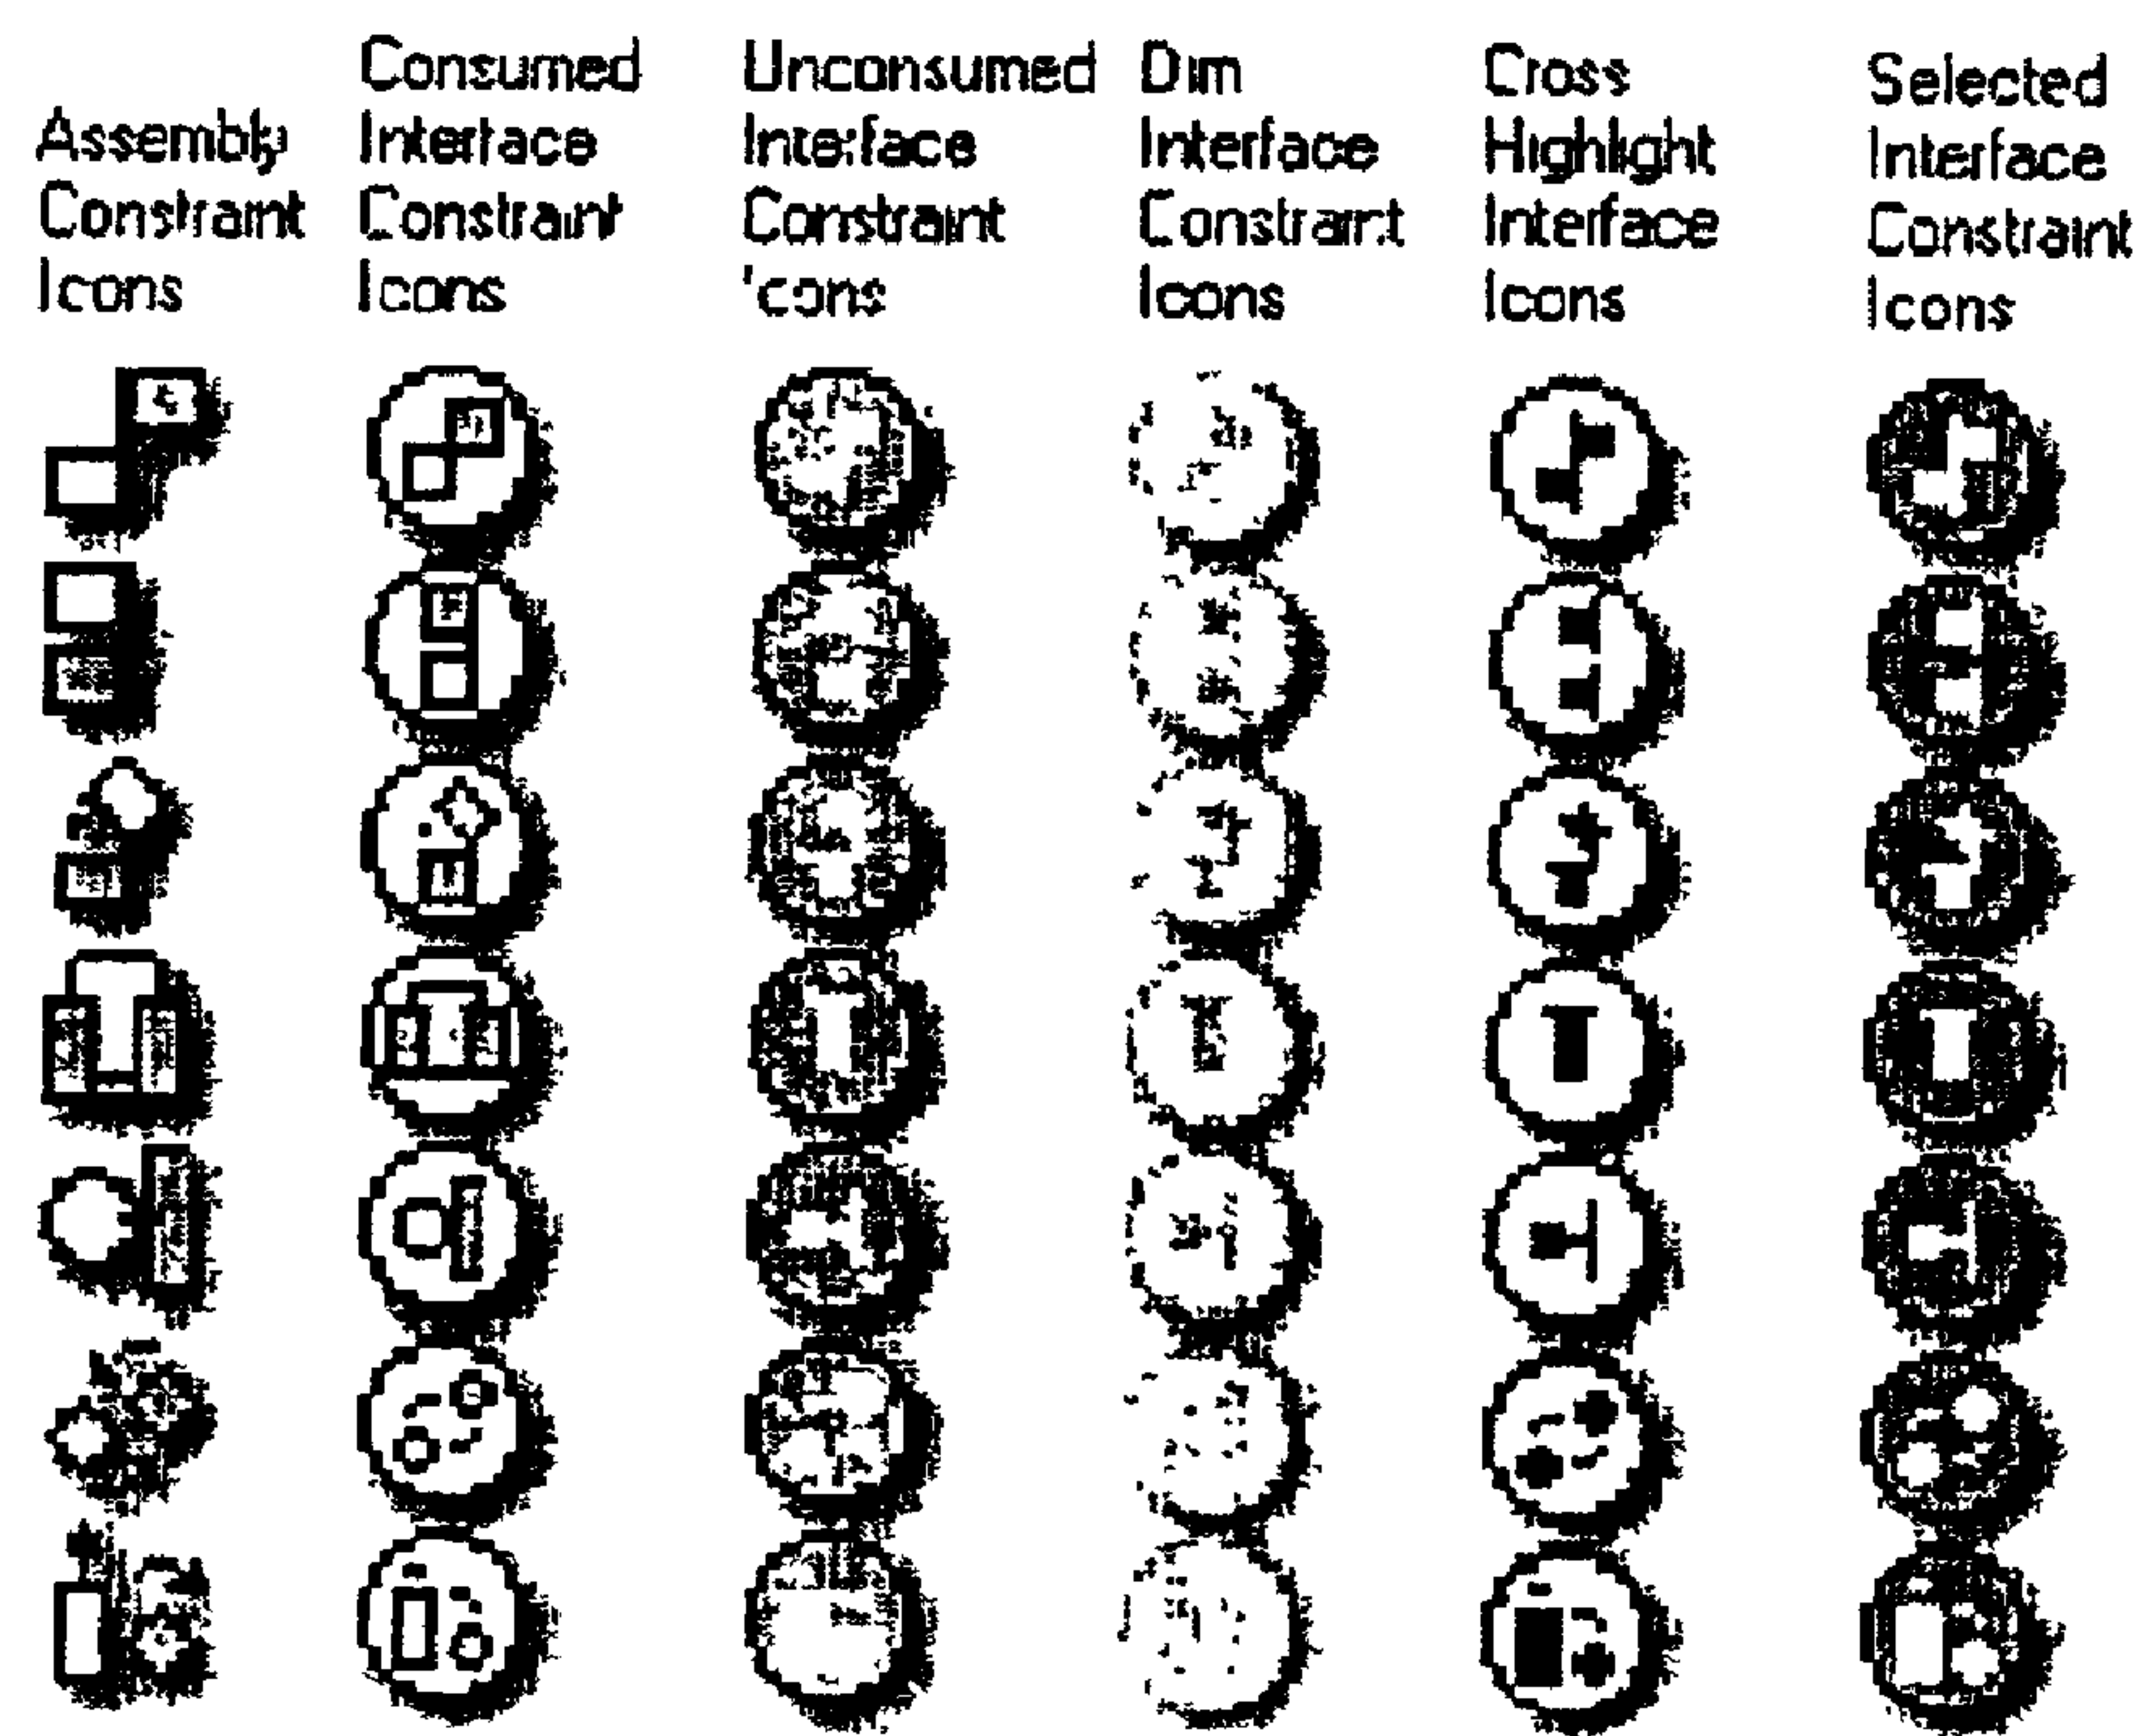 Assembly
Constraint
Icons
Consumed
Interface
Constraint
Icons
Unconsumed
Interface
Constraint
Icons
Dim
Interface
Constraint
Icons
Cross
Highlight
Interface
Icons
Selected
Interface
Constraint
Icons